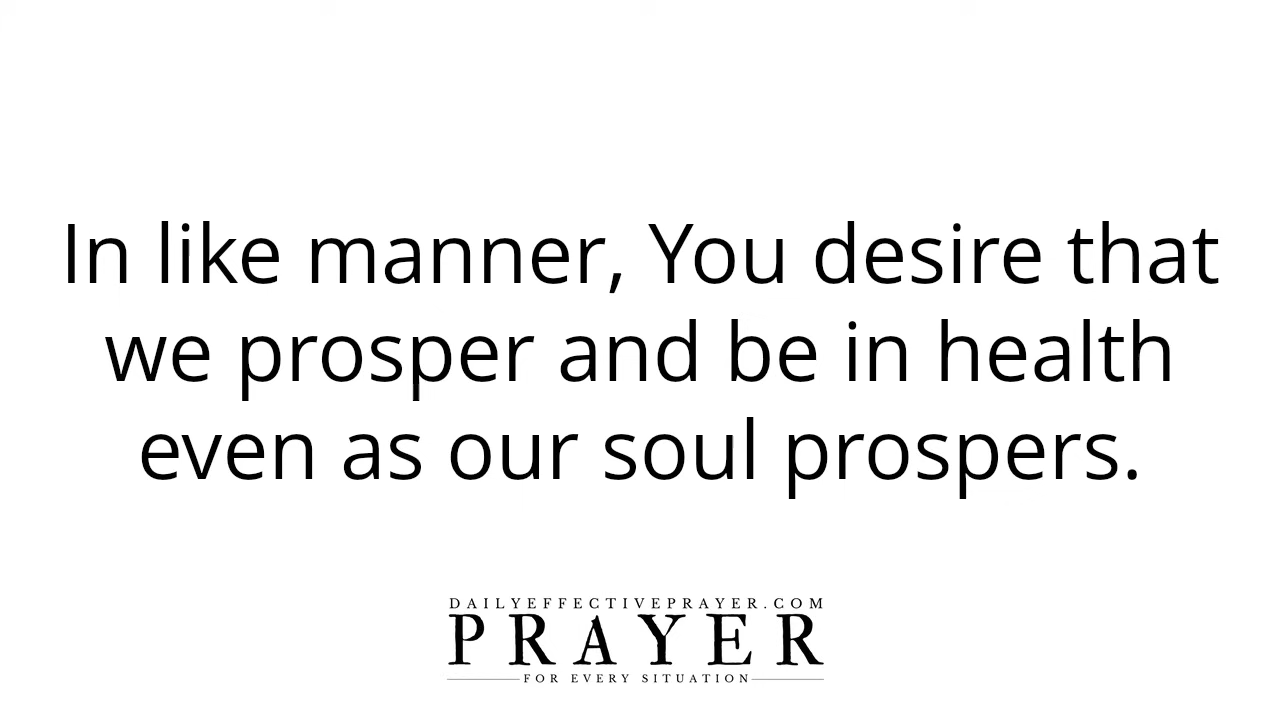 In like manner, You desire that
we prosper and be in health
even as our soul prospers.
DAILYEFFECTIVEPRAYER.COM
PRAYER
FOR EVERY SITUATION